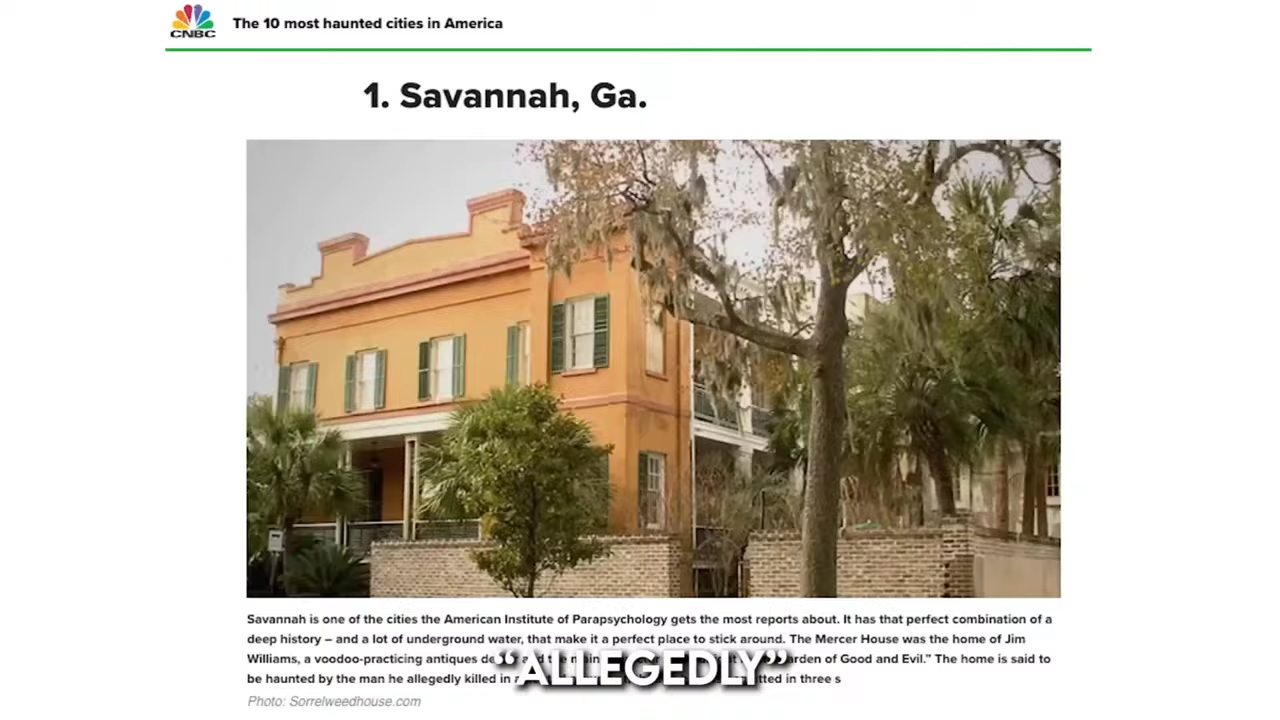 CNBC
The 10 most haunted cities in America
1. Savannah, Ga.
Savannah is one of the cities the American Institute of Parapsychology gets the most reports about. It has that perfect combination of a
deep history – and a lot of underground water, that make it a perfect place to stick around. The Mercer House was the home of Jim
Williams, a voodoo-practicing antiques and the Garden of Good and Evil.” The home is said to
be haunted by the man he allegedly killed in in three s
“ALLEGEDLY”
Photo: Sorrelweedhouse.com